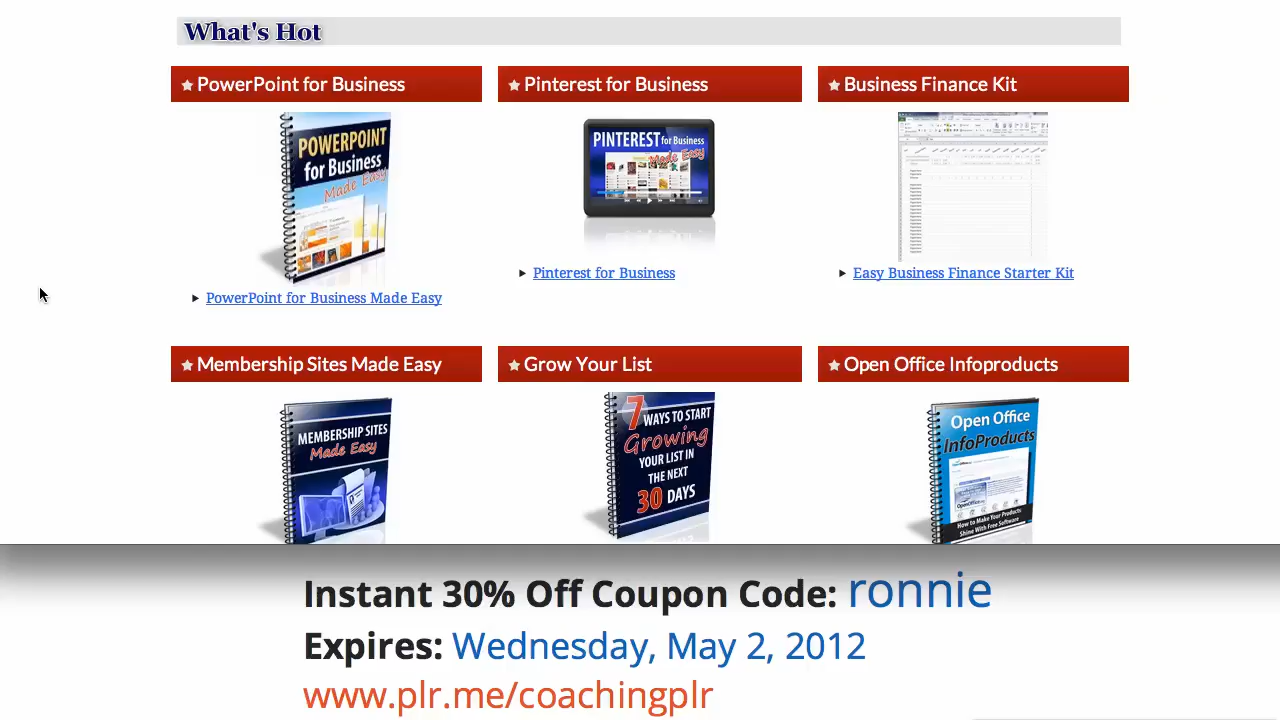 What's Hot
PowerPoint for Business
Pinterest for Business
Business Finance Kit
POWERPOINT
for Business
Made Easy
PINTEREST for Business
Made Easy
PowerPoint for Business Made Easy
Pinterest for Business
Easy Business Finance Starter Kit
Membership Sites Made Easy
Grow Your List
Open Office Infoproducts
MEMBERSHIP SITES
Made Easy
7 WAYS TO START
Growing
YOUR LIST IN
THE NEXT
30 DAYS
Open Office
InfoProducts
How to Make Your Products
Shine With Free Software
Instant 30% Off Coupon Code: ronnie
Expires: Wednesday, May 2, 2012
www.plr.me/coachingplr